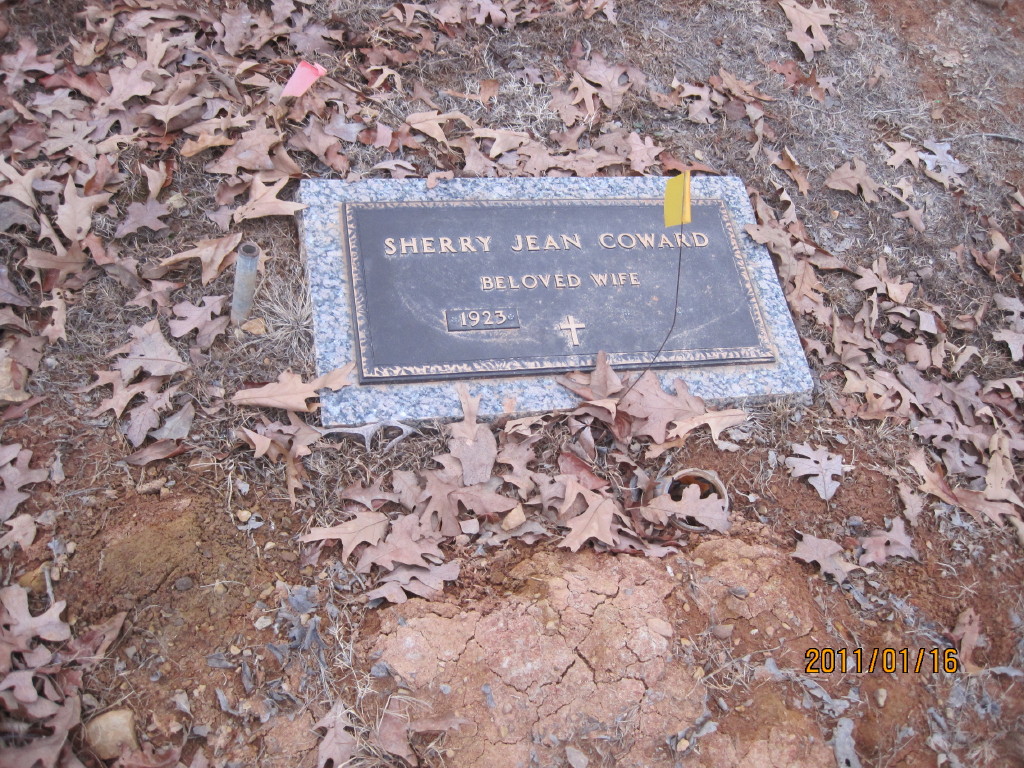 SHERRY JEAN COWARD
BELOVED WIFE
1923
2011/01/16